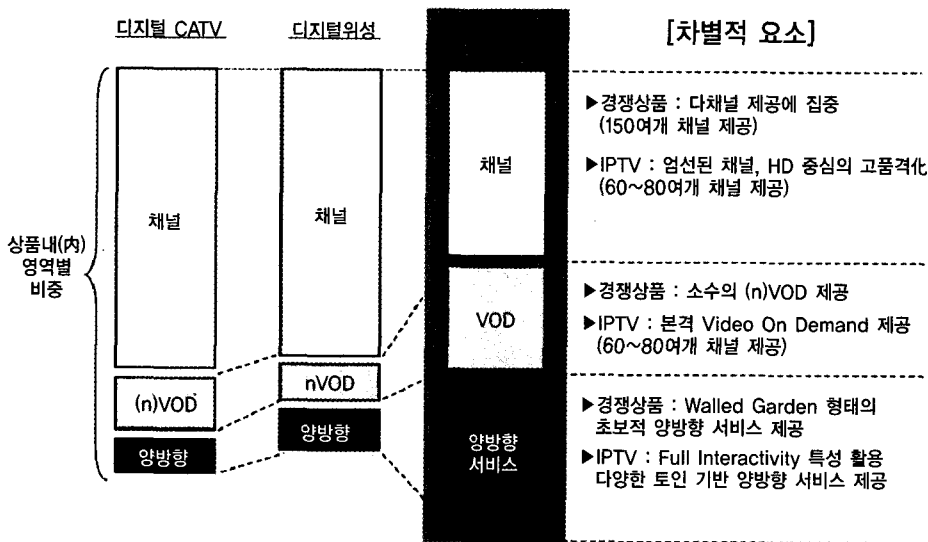 디지털 CATV
디지털위성
[차별적 요소]
상품내(内)
영역별
비중
채널
(n)VOD
양방향
채널
nVOD
양방향
채널
VOD
양방향
서비스
▶경쟁상품 : 다채널 제공에 집중
(150여개 채널 제공)
▶IPTV : 엄선된 채널, HD 중심의 고품격化
(60~80여개 채널 제공)
▶경쟁상품 : 소수의 (n)VOD 제공
▶IPTV : 본격 Video On Demand 제공
(60~80여개 채널 제공)
▶경쟁상품 : Walled Garden 형태의
초보적 양방향 서비스 제공
▶IPTV : Full Interactivity 특성 활용
다양한 토인 기반 양방향 서비스 제공